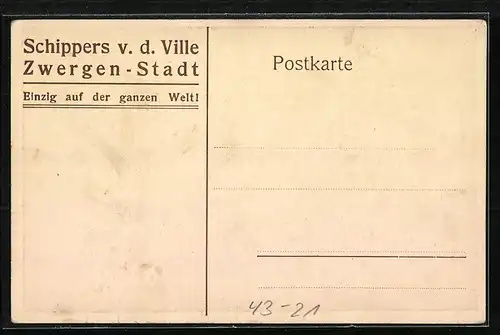 Schippers v. d. Ville
Zwergen-Stadt
Einzig auf der ganzen Welt!
Postkarte
43-21